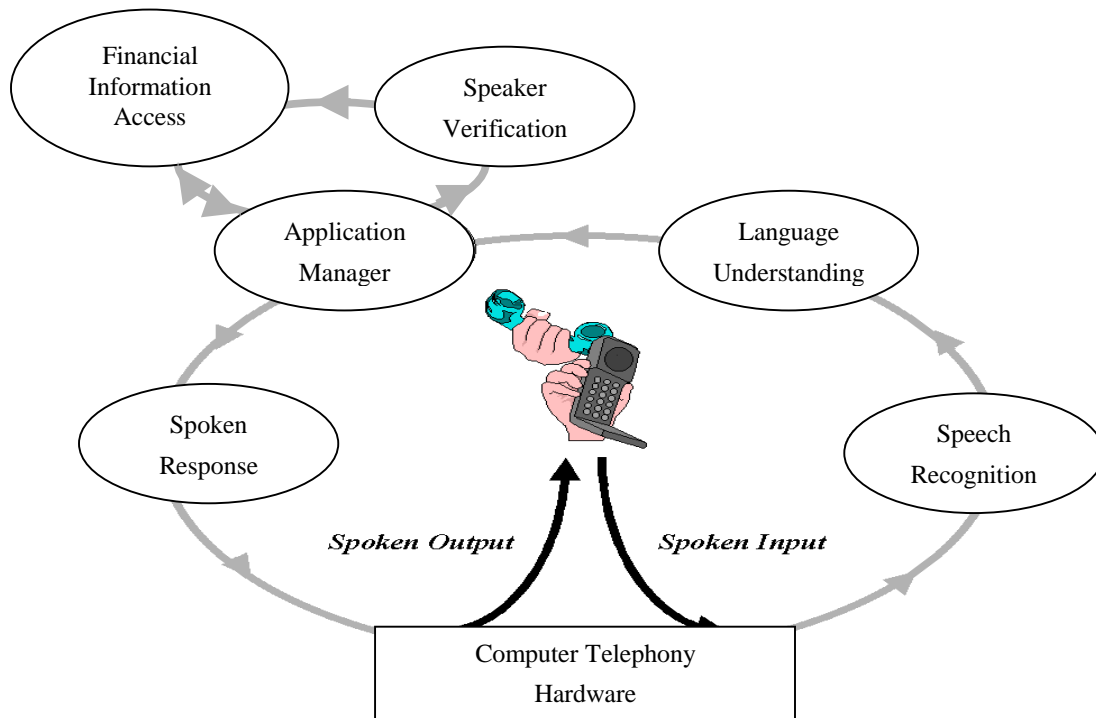 Financial
Information
Access
Speaker
Verification
Application
Manager
Language
Understanding
Spoken
Response
Speech
Recognition
Spoken Output
Spoken Input
Computer Telephony
Hardware